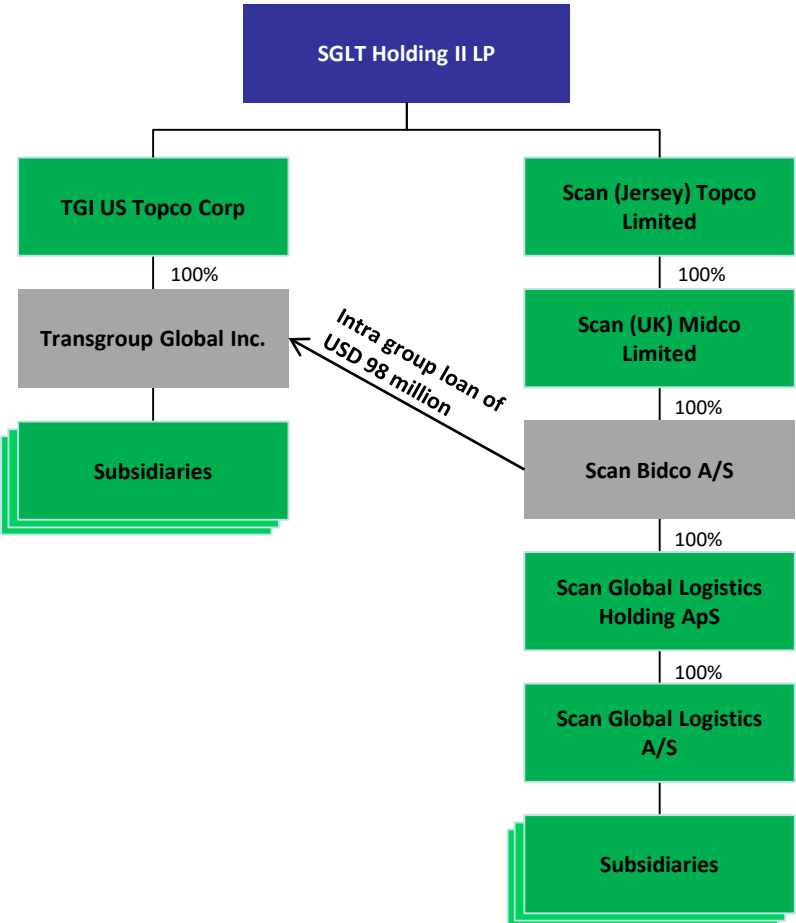 SGLT Holding II LP
TGI US Topco Corp
Scan (Jersey) Topco
Limited
100%
100%
Transgroup Global Inc.
Scan (UK) Midco
Limited
Intra group loan of
USD 98 million
100%
Subsidiaries
Scan Bidco A/S
100%
Scan Global Logistics
Holding ApS
100%
Scan Global Logistics
A/S
Subsidiaries